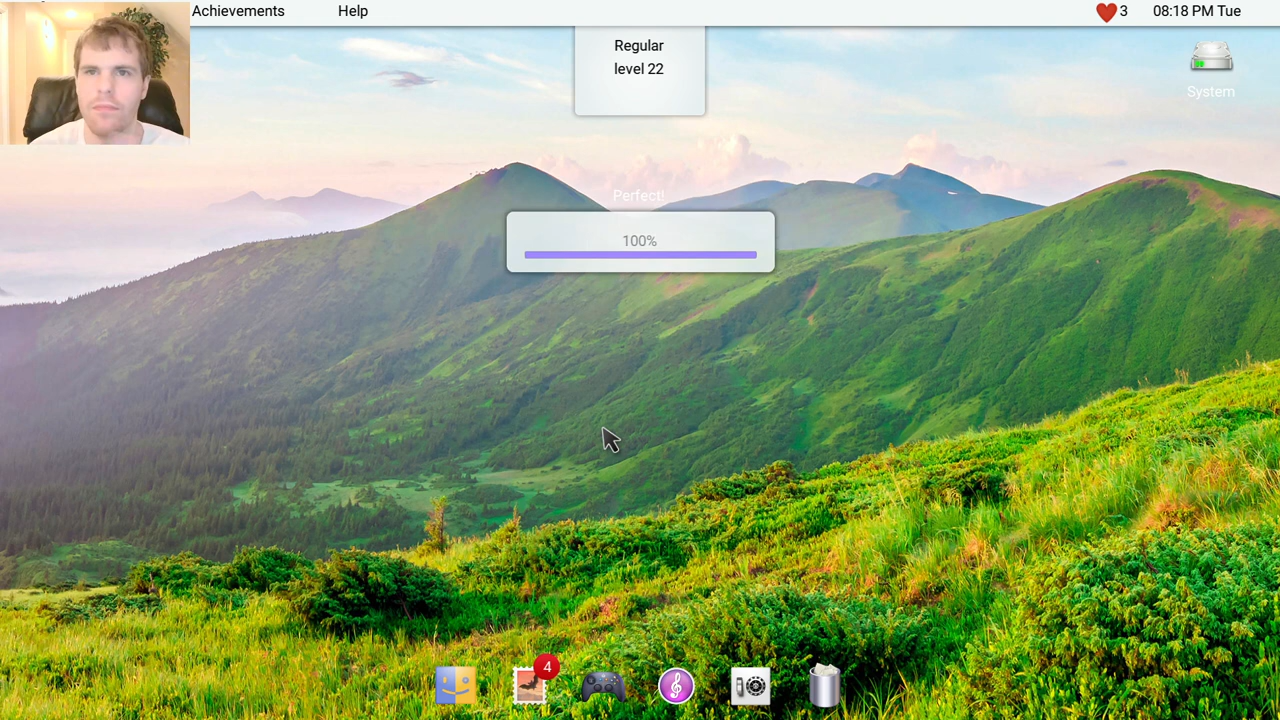 Achievements Help 3 08:18 PM Tue
Regular
level 22
System
Perfect!
100%
4